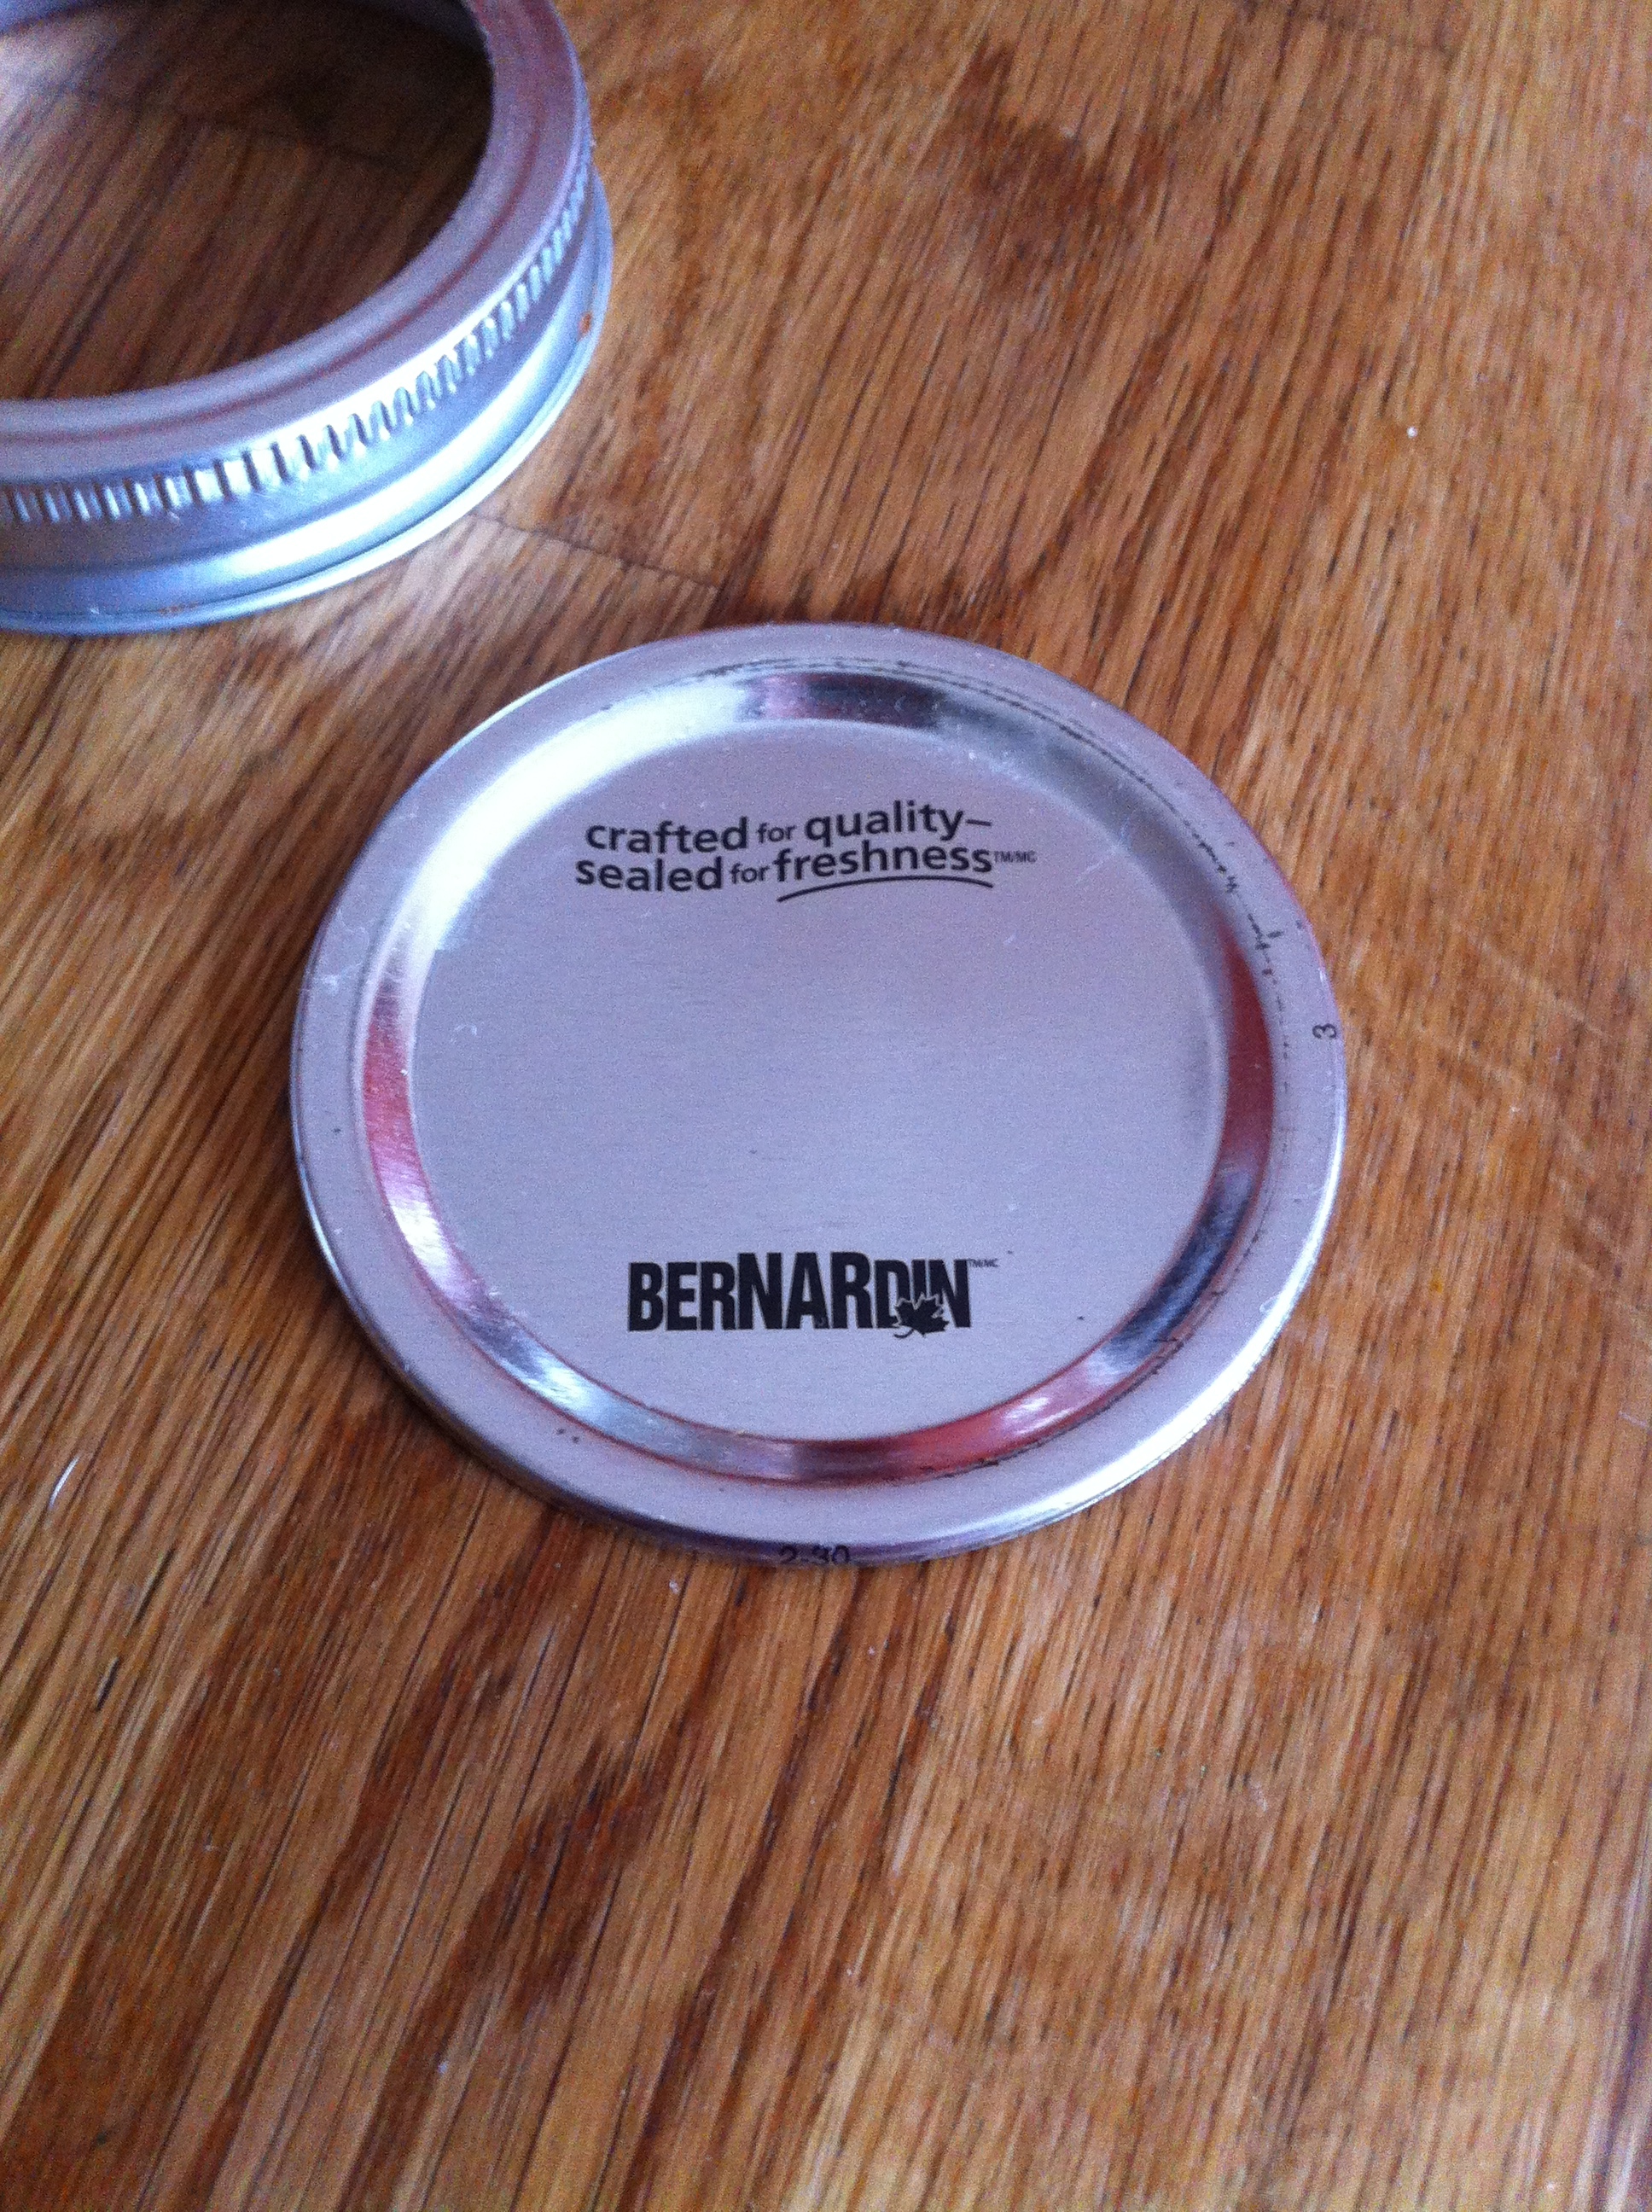 crafted for quality–
sealed for freshness™/MC
BERNARDIN™/MC
3
2-30